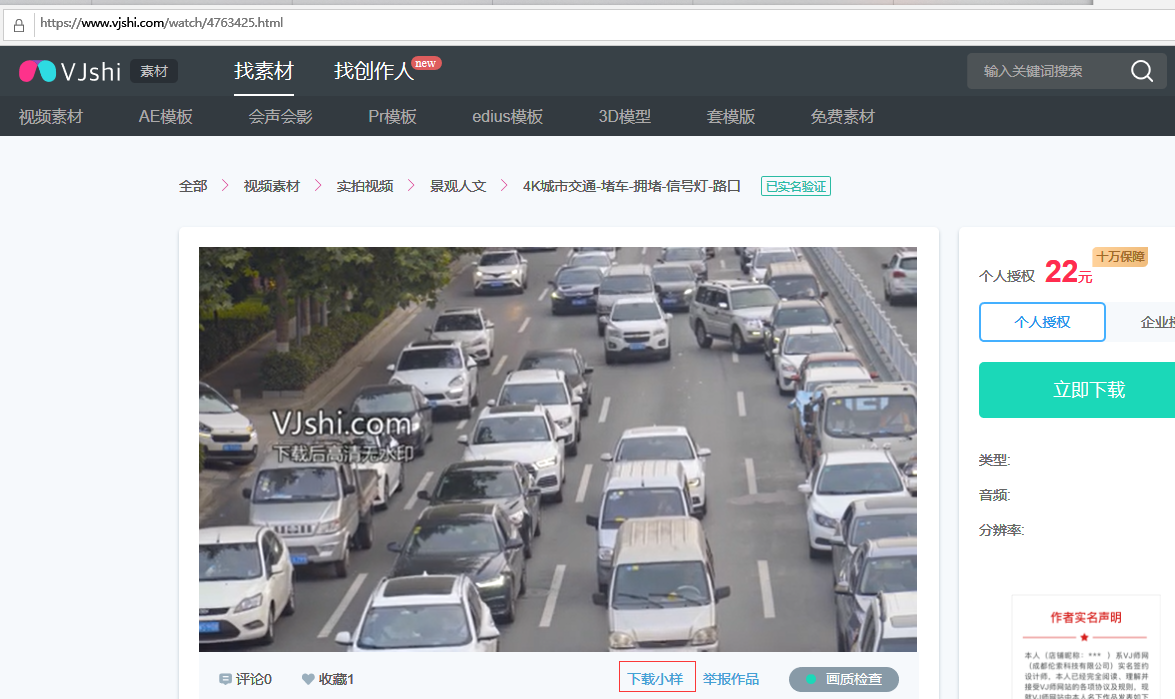 https://www.vjshi.com/watch/4763425.html
VJshi 素材 找素材 找创作人 new 输入关键词搜索
视频素材 AE模板 会声会影 Pr模板 edius模板 3D模型 套模版 免费素材
全部 视频素材 实拍视频 景观人文 4K城市交通-堵车-拥堵-信号灯-路口 已实名验证
十万保障
个人授权 22元
个人授权 企业
立即下载
VJshi.com
下载后高清无水印
类型:
音频:
分辨率:
作者实名声明
本人（店铺昵称：*** ）系VJ师网
（成都伦索科技有限公司）实名签约
设计师，本人已经完全阅读、理解并
接受VJ师网站的各项协议及规则，现
评论0 收藏1 下载小样 举报作品 画质检查